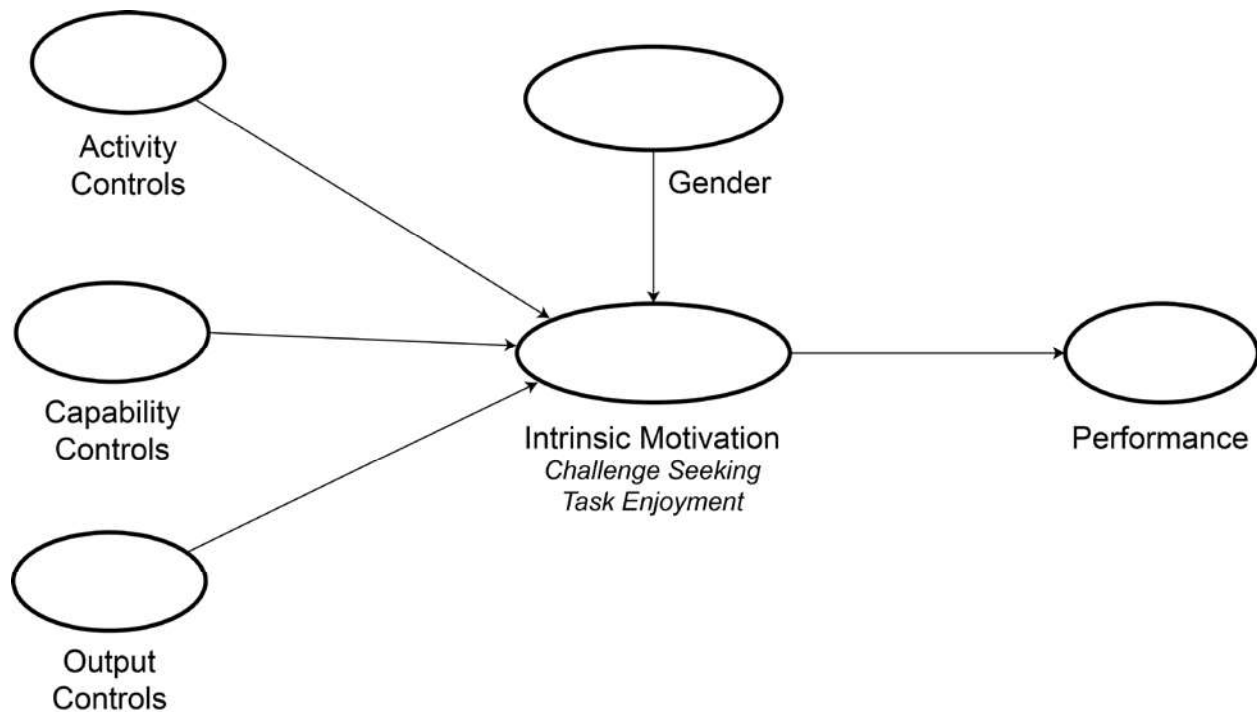 Activity
Controls
Gender
Capability
Controls
Intrinsic Motivation
Challenge Seeking
Task Enjoyment
Performance
Output
Controls